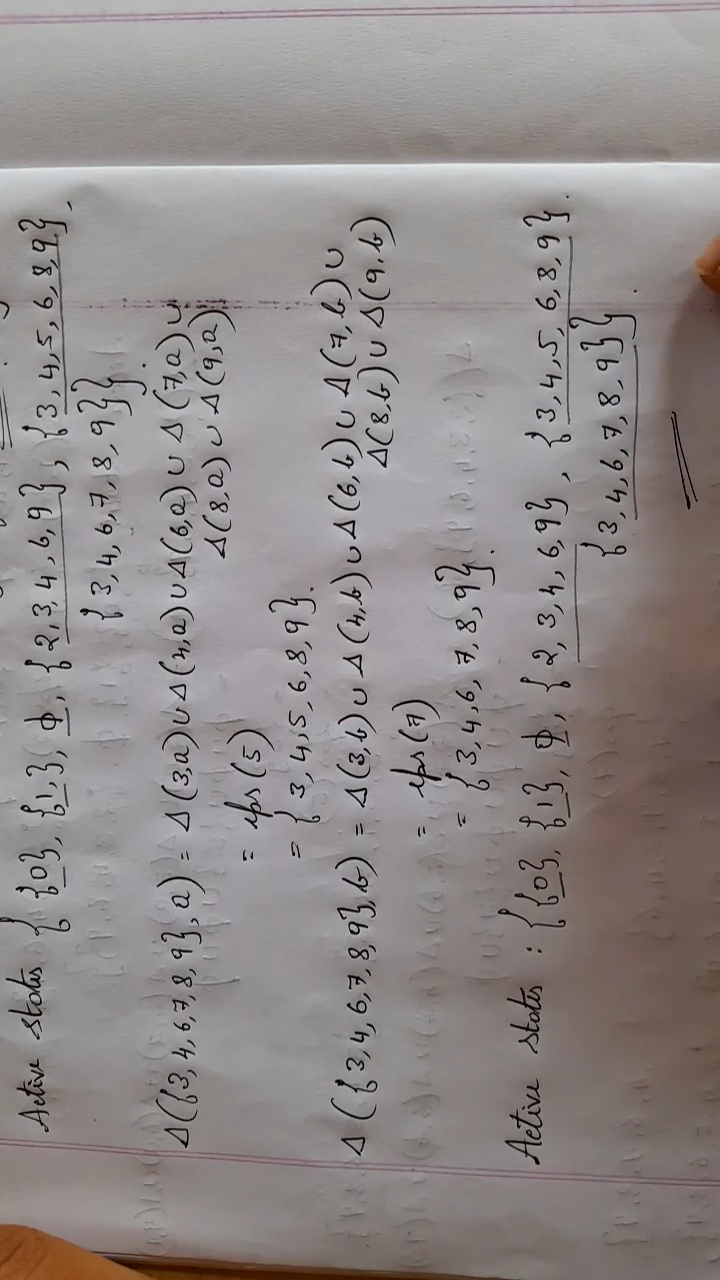 Active states { {0}, {1}, Φ, {2,3,4,6,9}, {3,4,5,6,8,9},
{3,4,6,7,8,9}}.
Δ({3,4,6,7,8,9},a) = Δ(3,a)∪Δ(4,a)∪Δ(6,a)∪Δ(7,a)∪
Δ(8,a)∪Δ(9,a)
= eps(5)
= {3,4,5,6,8,9}.
Δ({3,4,6,7,8,9},b) = Δ(3,b)∪Δ(4,b)∪Δ(6,b)∪Δ(7,b)∪
Δ(8,b)∪Δ(9,b)
= eps(7)
= {3,4,6,7,8,9}.
Active states : {{0}, {1}, Φ, {2,3,4,6,9}, {3,4,5,6,8,9}.
{3,4,6,7,8,9}}.